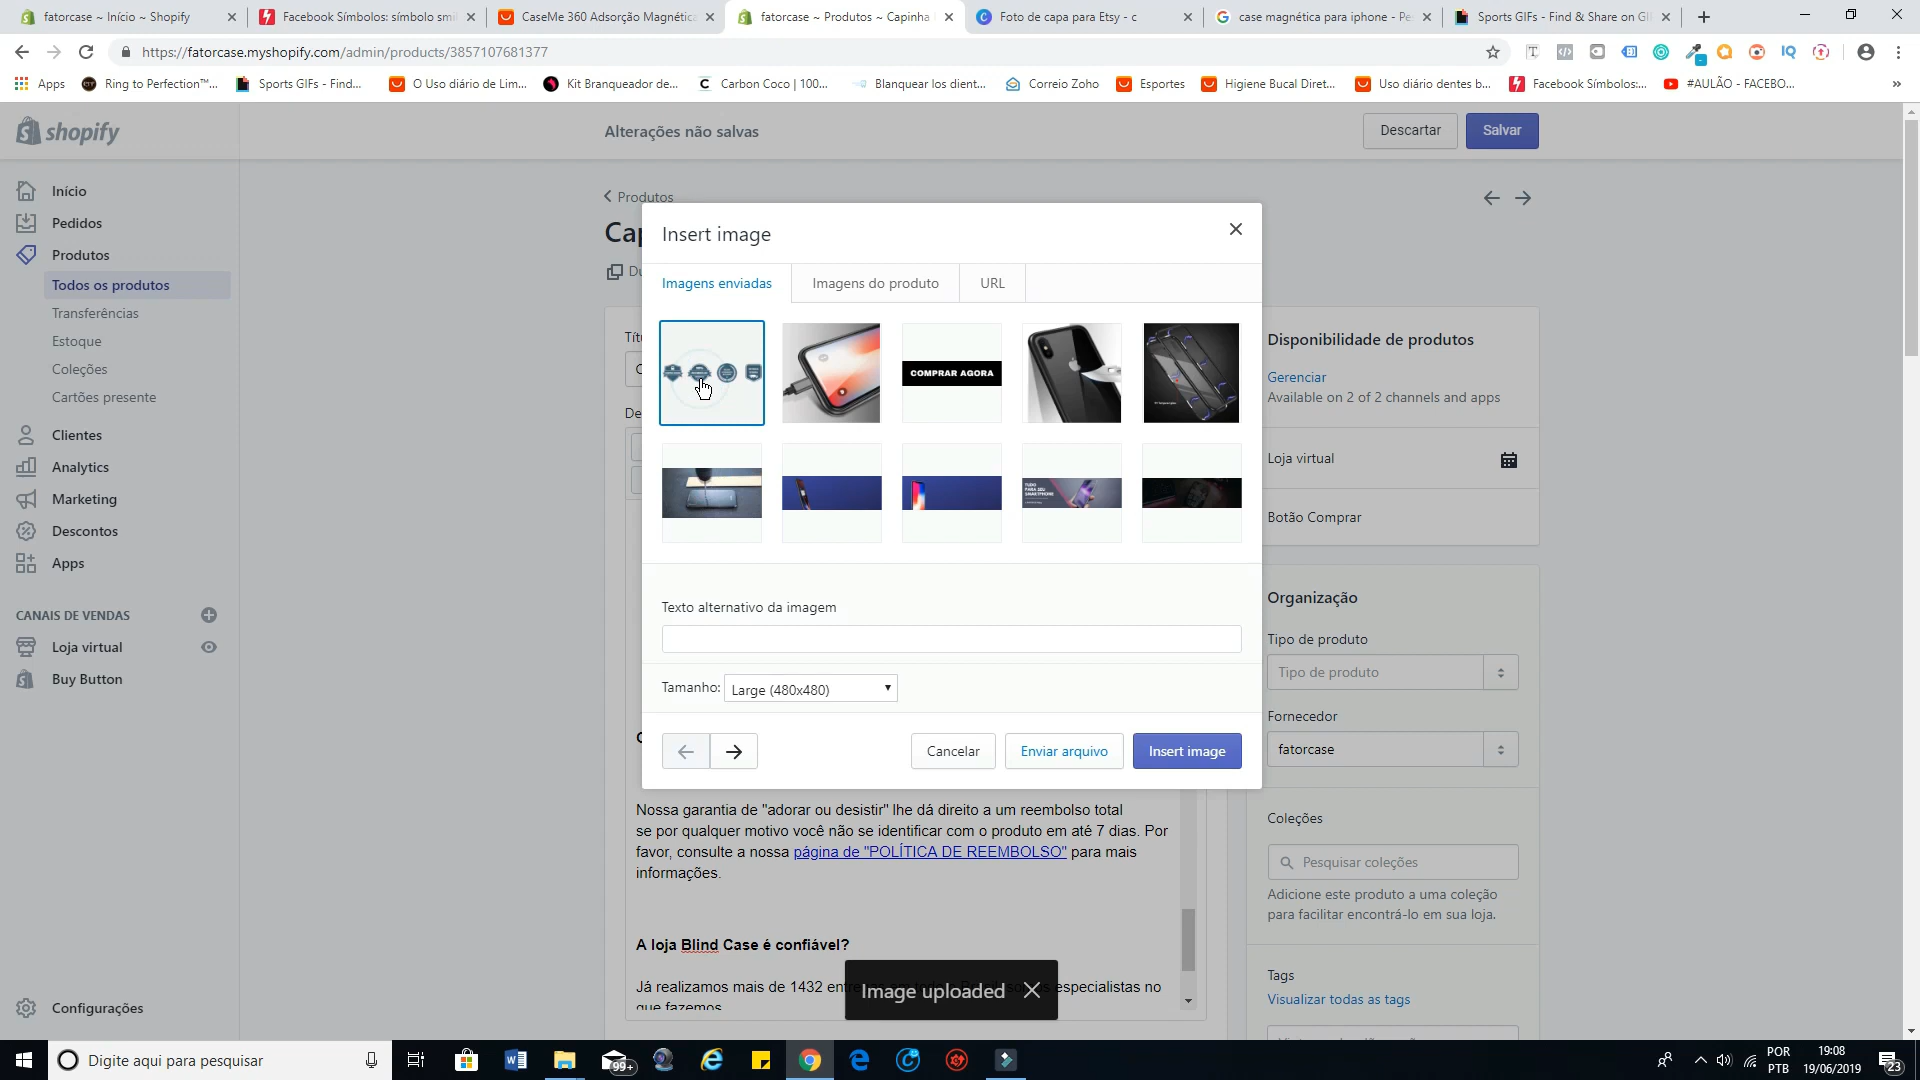 fatorcase ~ Início ~ Shopify
Facebook Símbolos: símbolo smi
CaseMe 360 Adsorção Magnética
fatorcase ~ Produtos ~ Capinha
Foto de capa para Etsy - c
case magnética para iphone - Pe
Sports GIFs - Find & Share on GI
https://fatorcase.myshopify.com/admin/products/3857107681377
Apps
Ring to Perfection™...
Sports GIFs - Find...
O Uso diário de Lim...
Kit Branqueador de...
Carbon Coco | 100...
Blanquear los dient...
Correio Zoho
Esportes
Higiene Bucal Diret...
Uso diário dentes b...
Facebook Símbolos:...
#AULÃO - FACEBO...
shopify
Alterações não salvas
Descartar
Salvar
Início
Pedidos
Produtos
Todos os produtos
Transferências
Estoque
Coleções
Cartões presente
Clientes
Analytics
Marketing
Descontos
Apps
CANAIS DE VENDAS
Loja virtual
Buy Button
Configurações
Produtos
Insert image
Imagens enviadas
Imagens do produto
URL
COMPRAR AGORA
TUDO
PARA SEU
SMARTPHONE
Texto alternativo da imagem
Tamanho:
Large (480x480)
Cancelar
Enviar arquivo
Insert image
Nossa garantia de "adorar ou desistir" lhe dá direito a um reembolso total
se por qualquer motivo você não se identificar com o produto em até 7 dias. Por
favor, consulte a nossa página de "POLÍTICA DE REEMBOLSO" para mais
informações.
A loja Blind Case é confiável?
Já realizamos mais de 1432 especialistas no
que fazemos
Image uploaded
Disponibilidade de produtos
Gerenciar
Available on 2 of 2 channels and apps
Loja virtual
Botão Comprar
Organização
Tipo de produto
Tipo de produto
Fornecedor
fatorcase
Coleções
Pesquisar coleções
Adicione este produto a uma coleção
para facilitar encontrá-lo em sua loja.
Tags
Visualizar todas as tags
Digite aqui para pesquisar
99+
POR
PTB
19:08
19/06/2019
23